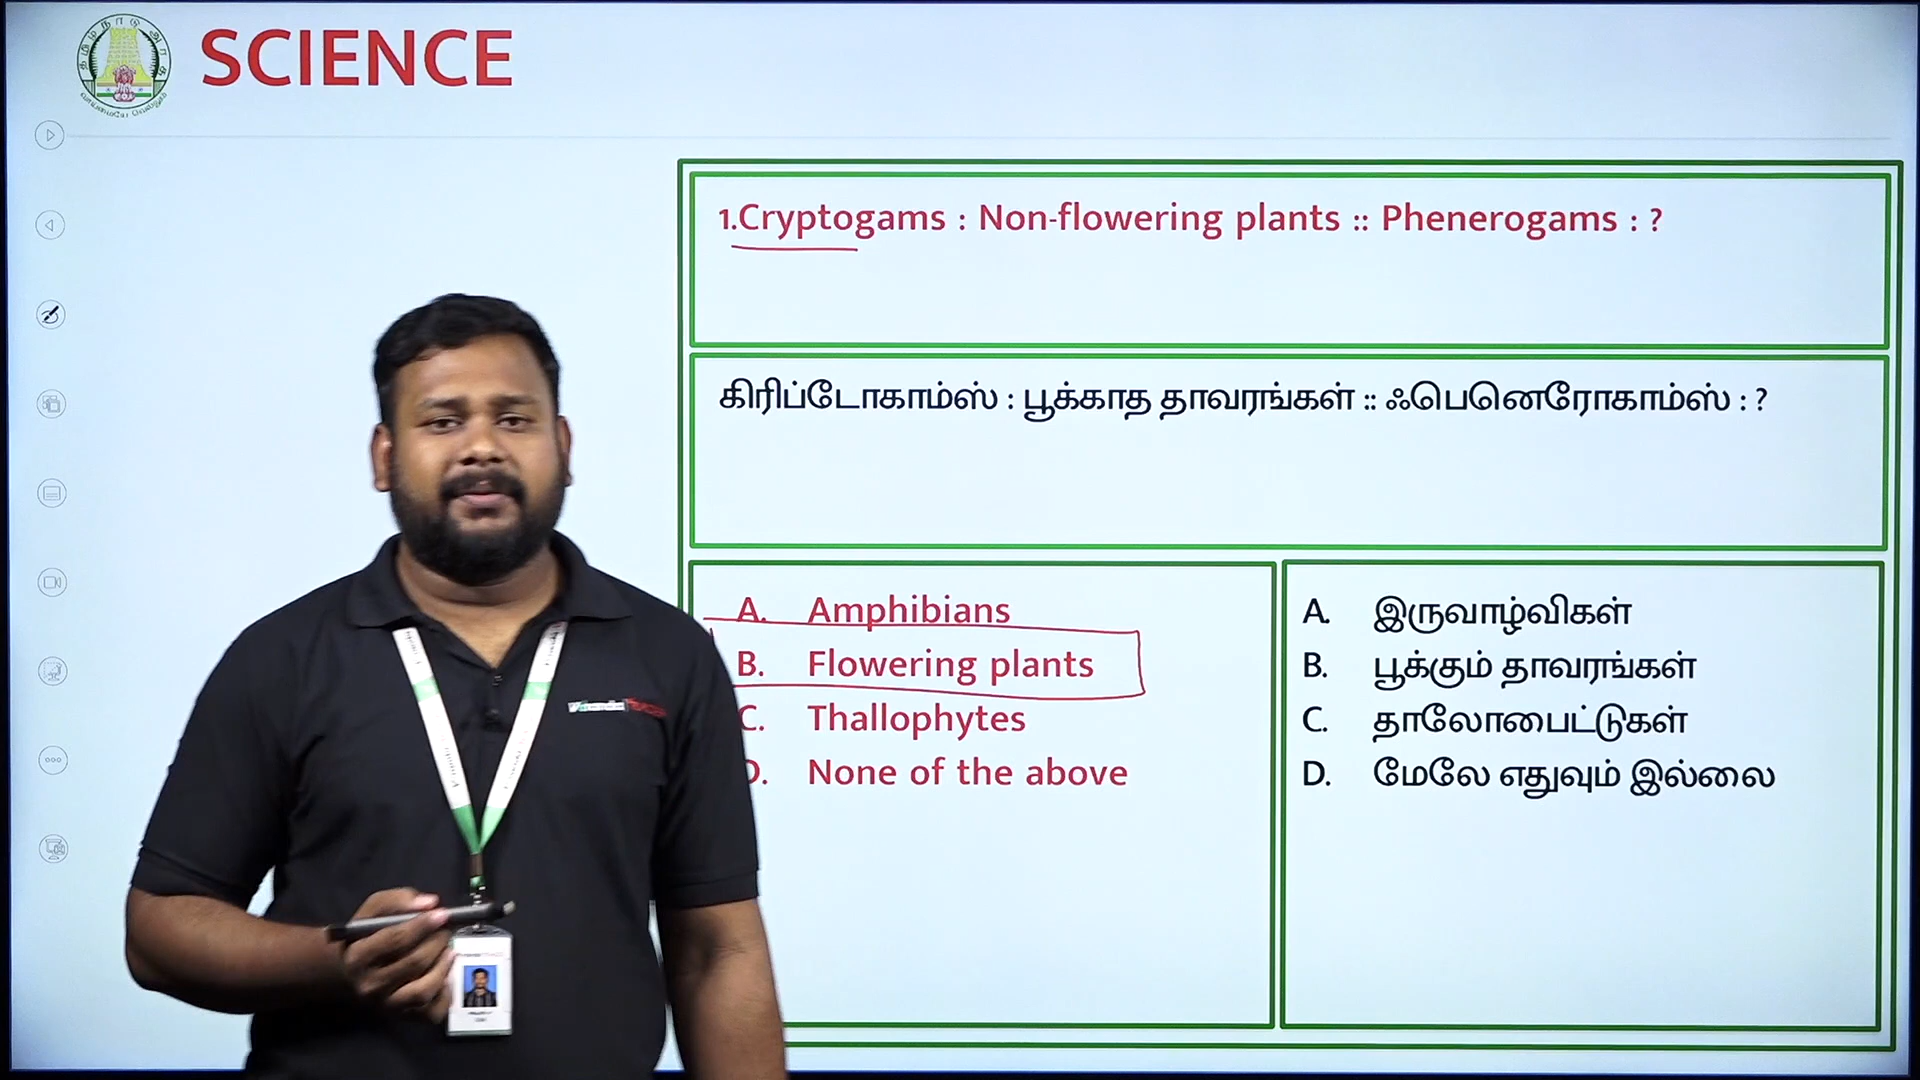 SCIENCE
1.Cryptogams : Non-flowering plants :: Phenerogams : ?
கிரிப்டோகாம்ஸ் : பூக்காத தாவரங்கள் :: ஃபெனெரோகாம்ஸ் : ?
A. Amphibians
B. Flowering plants
C. Thallophytes
D. None of the above
A. இருவாழ்விகள்
B. பூக்கும் தாவரங்கள்
C. தாலோபைட்டுகள்
D. மேலே எதுவும் இல்லை